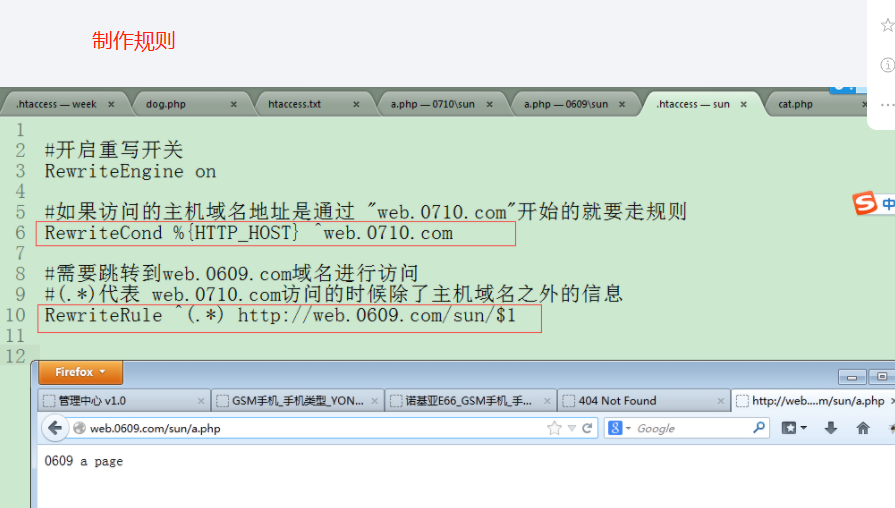 制作规则
.htaccess — week
dog.php
htaccess.txt
a.php — 0710\sun
a.php — 0609\sun
.htaccess — sun
cat.php
1
2 #开启重写开关
3 RewriteEngine on
4
5 #如果访问的主机域名地址是通过 "web.0710.com"开始的就要走规则
6 RewriteCond %{HTTP_HOST} ^web.0710.com
7
8 #需要跳转到web.0609.com域名进行访问
9 #(.*)代表 web.0710.com访问的时候除了主机域名之外的信息
10 RewriteRule ^(.*) http://web.0609.com/sun/$1
11
12
中
Firefox
管理中心 v1.0
GSM手机_手机类型_YON...
诺基亚E66_GSM手机_手...
404 Not Found
http://web....m/sun/a.php
web.0609.com/sun/a.php
Google
0609 a page